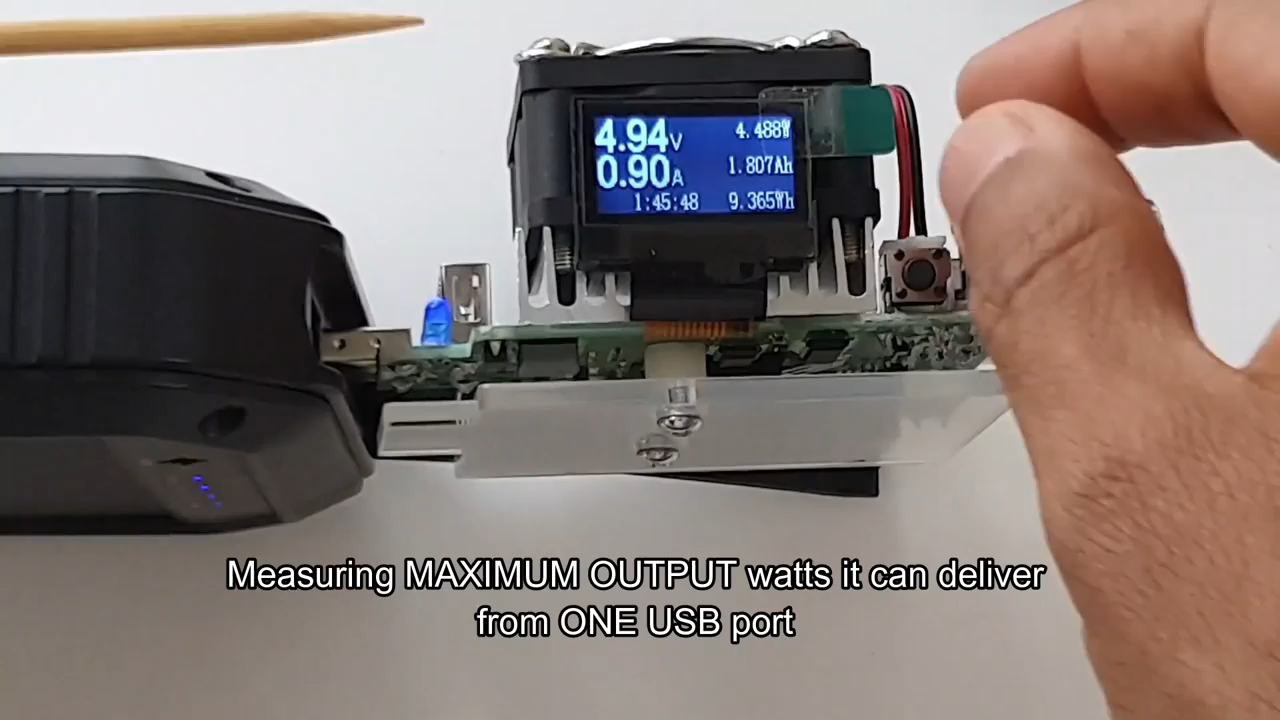 4.94V 4.488W
0.90A 1.807Ah
1:45:48 9.365Wh
Measuring MAXIMUM OUTPUT watts it can deliver
from ONE USB port